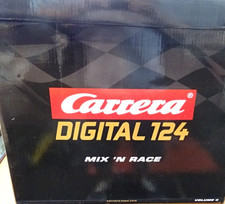 Carrera®
DIGITAL 124
MIX 'N RACE